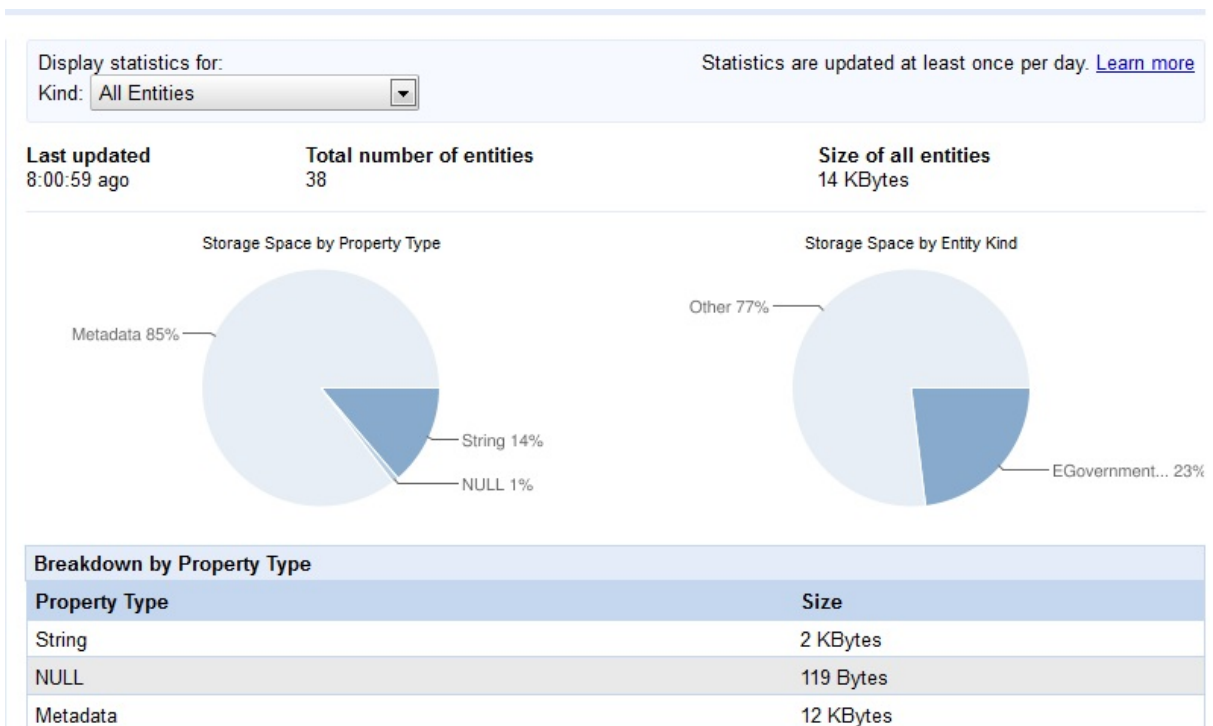 Display statistics for:
Statistics are updated at least once per day. Learn more
Kind: All Entities
Last updated
Total number of entities
Size of all entities
8:00:59 ago
38
14 KBytes
Storage Space by Property Type
Metadata 85%
String 14%
NULL 1%
Storage Space by Entity Kind
Other 77%
EGovernment... 23%
Breakdown by Property Type
Property Type
Size
String
2 KBytes
NULL
119 Bytes
Metadata
12 KBytes